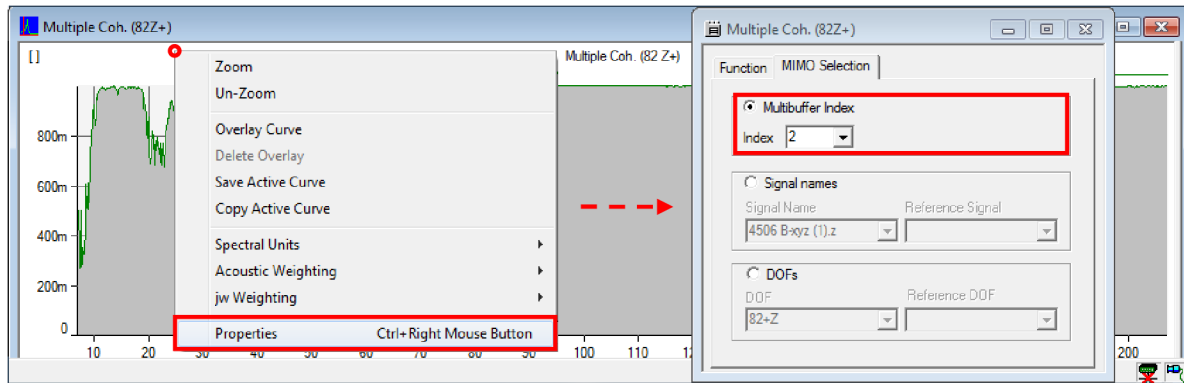 Multiple Coh. (82Z+)
[ ]
Multiple Coh. (82 Z+)
800m
600m
400m
200m
0
10 20 30 40 50 60 70 80 90 100 110
200
Zoom
Un-Zoom
Overlay Curve
Delete Overlay
Save Active Curve
Copy Active Curve
Spectral Units
Acoustic Weighting
jw Weighting
Properties Ctrl+Right Mouse Button
Multiple Coh. (82Z+)
Function MIMO Selection
Multibuffer Index
Index 2
Signal names
Signal Name Reference Signal
4506 B-xyz (1).z
DOFs
DOF Reference DOF
82+Z